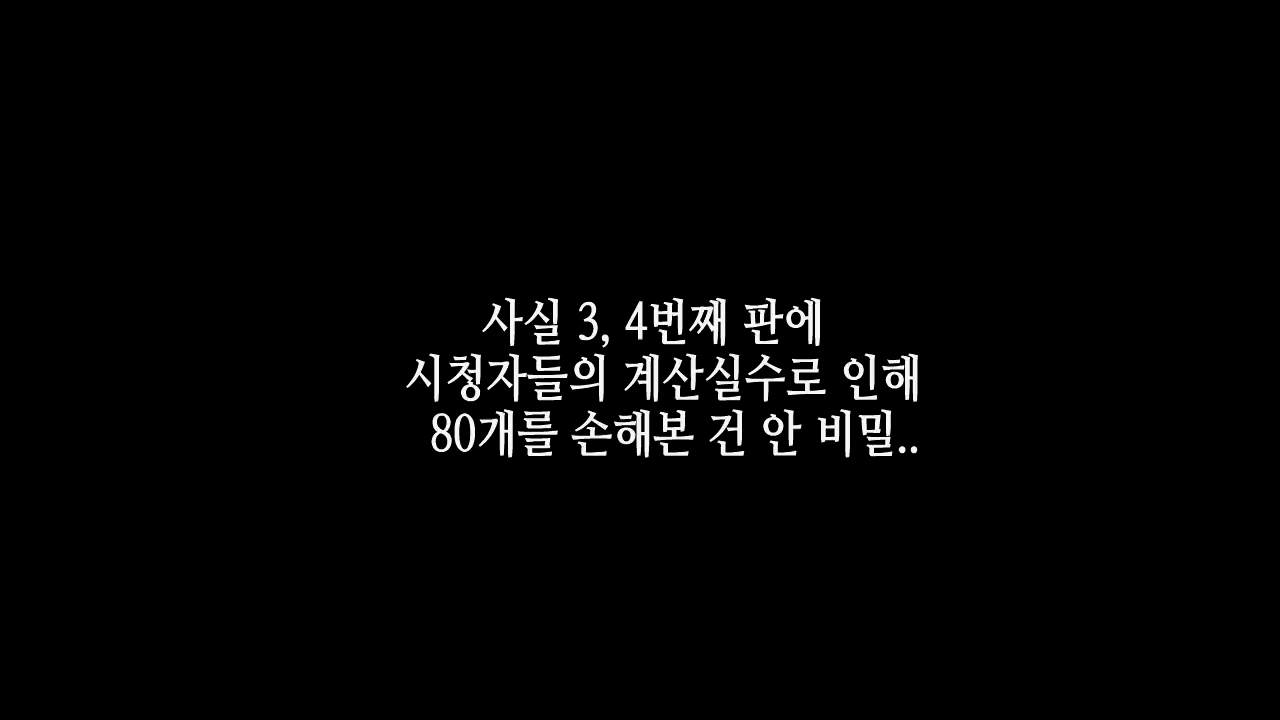 사실 3, 4번째 판에
시청자들의 계산실수로 인해
80개를 손해본 건 안 비밀..